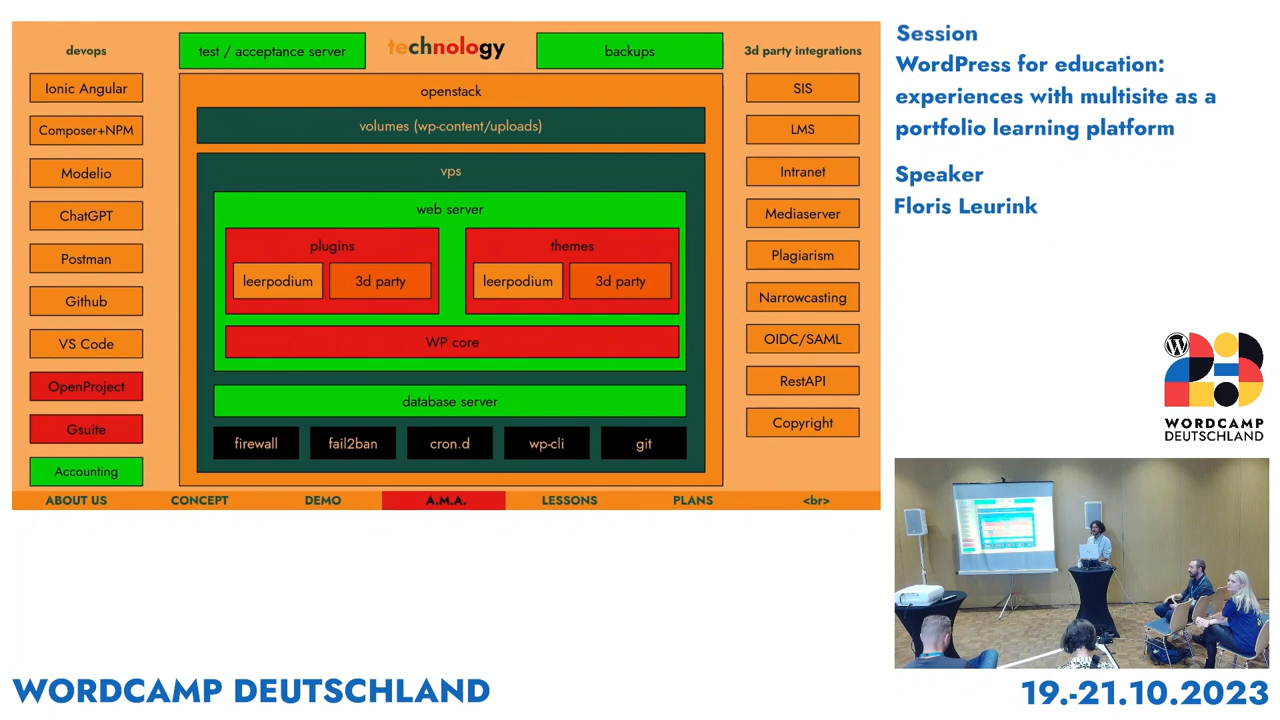 devops
test / acceptance server
technology
backups
3d party integrations
Ionic Angular
Composer+NPM
Modelio
ChatGPT
Postman
Github
VS Code
OpenProject
Gsuite
Accounting
openstack
volumes (wp-content/uploads)
vps
web server
plugins
leerpodium
3d party
themes
leerpodium
3d party
WP core
database server
firewall
fail2ban
cron.d
wp-cli
git
SIS
LMS
Intranet
Mediaserver
Plagiarism
Narrowcasting
OIDC/SAML
RestAPI
Copyright
ABOUT US
CONCEPT
DEMO
A.M.A.
LESSONS
PLANS
<br>
Session
WordPress for education:
experiences with multisite as a
portfolio learning platform
Speaker
Floris Leurink
WORDCAMP
DEUTSCHLAND
WORDCAMP DEUTSCHLAND
19.-21.10.2023